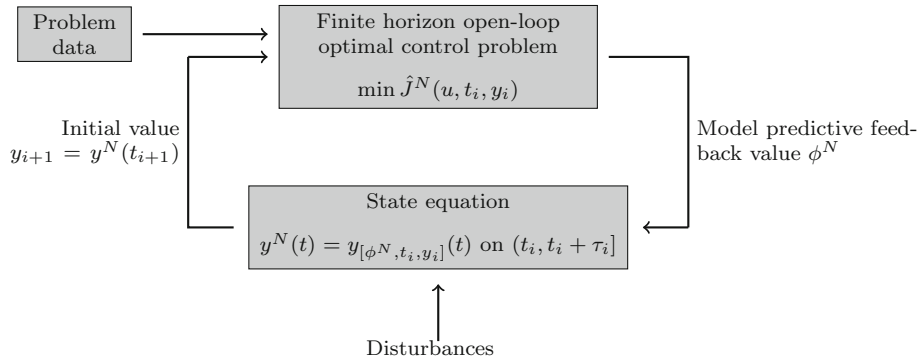 Problem
data
Finite horizon open-loop
optimal control problem
min Ĵ^N(u, t_i, y_i)
Initial value
y_{i+1} = y^N(t_{i+1})
Model predictive feed-
back value ϕ^N
State equation
y^N(t) = y_{[ϕ^N,t_i,y_i]}(t) on (t_i, t_i + τ_i]
Disturbances